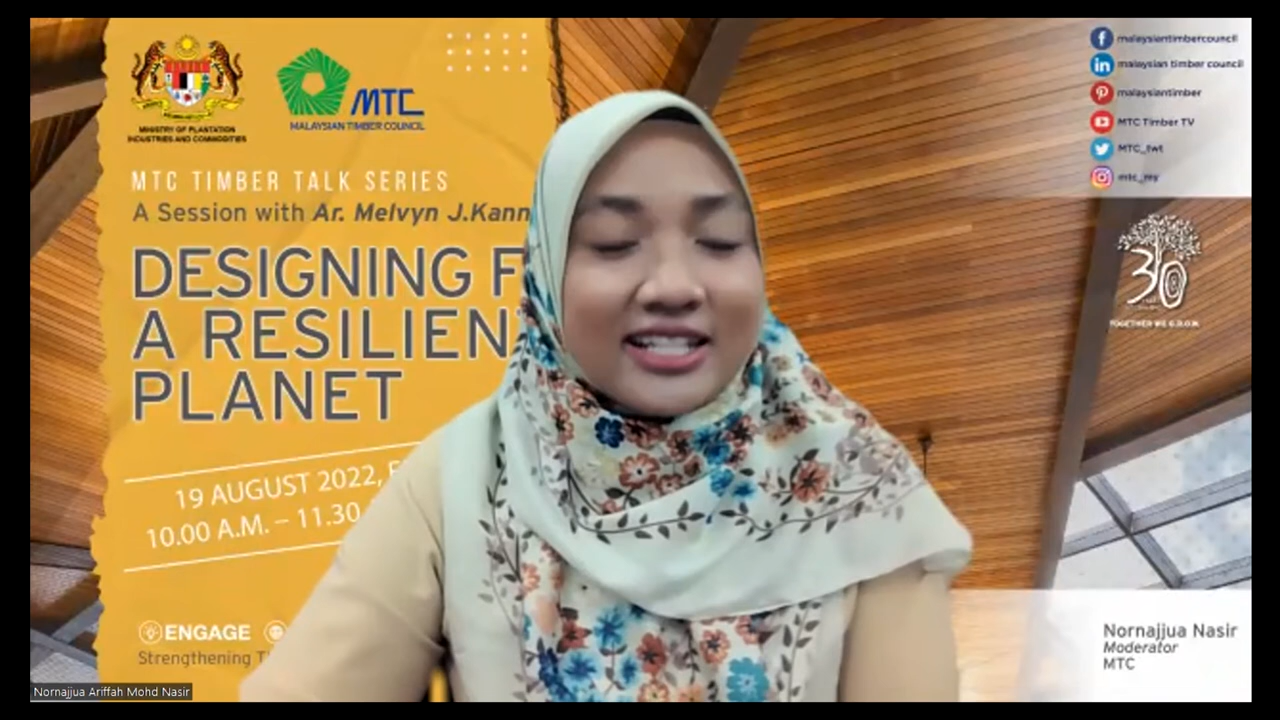 MINISTRY OF PLANTATION
INDUSTRIES AND COMMODITIES
MTC
MALAYSIAN TIMBER COUNCIL
MTC TIMBER TALK SERIES
A Session with Ar. Melvyn J.Kann
DESIGNING F
A RESILIEN
PLANET
19 AUGUST 2022,
10.00 A.M. – 11.30
ENGAGE
Strengthening
malaysiantimbercouncil
malaysian timber council
malaysiantimber
MTC Timber TV
MTC_twt
mtc_my
30
TOGETHER WE G.R.O.W.
Nornajjua Nasir
Moderator
MTC
Nornajjua Ariffah Mohd Nasir